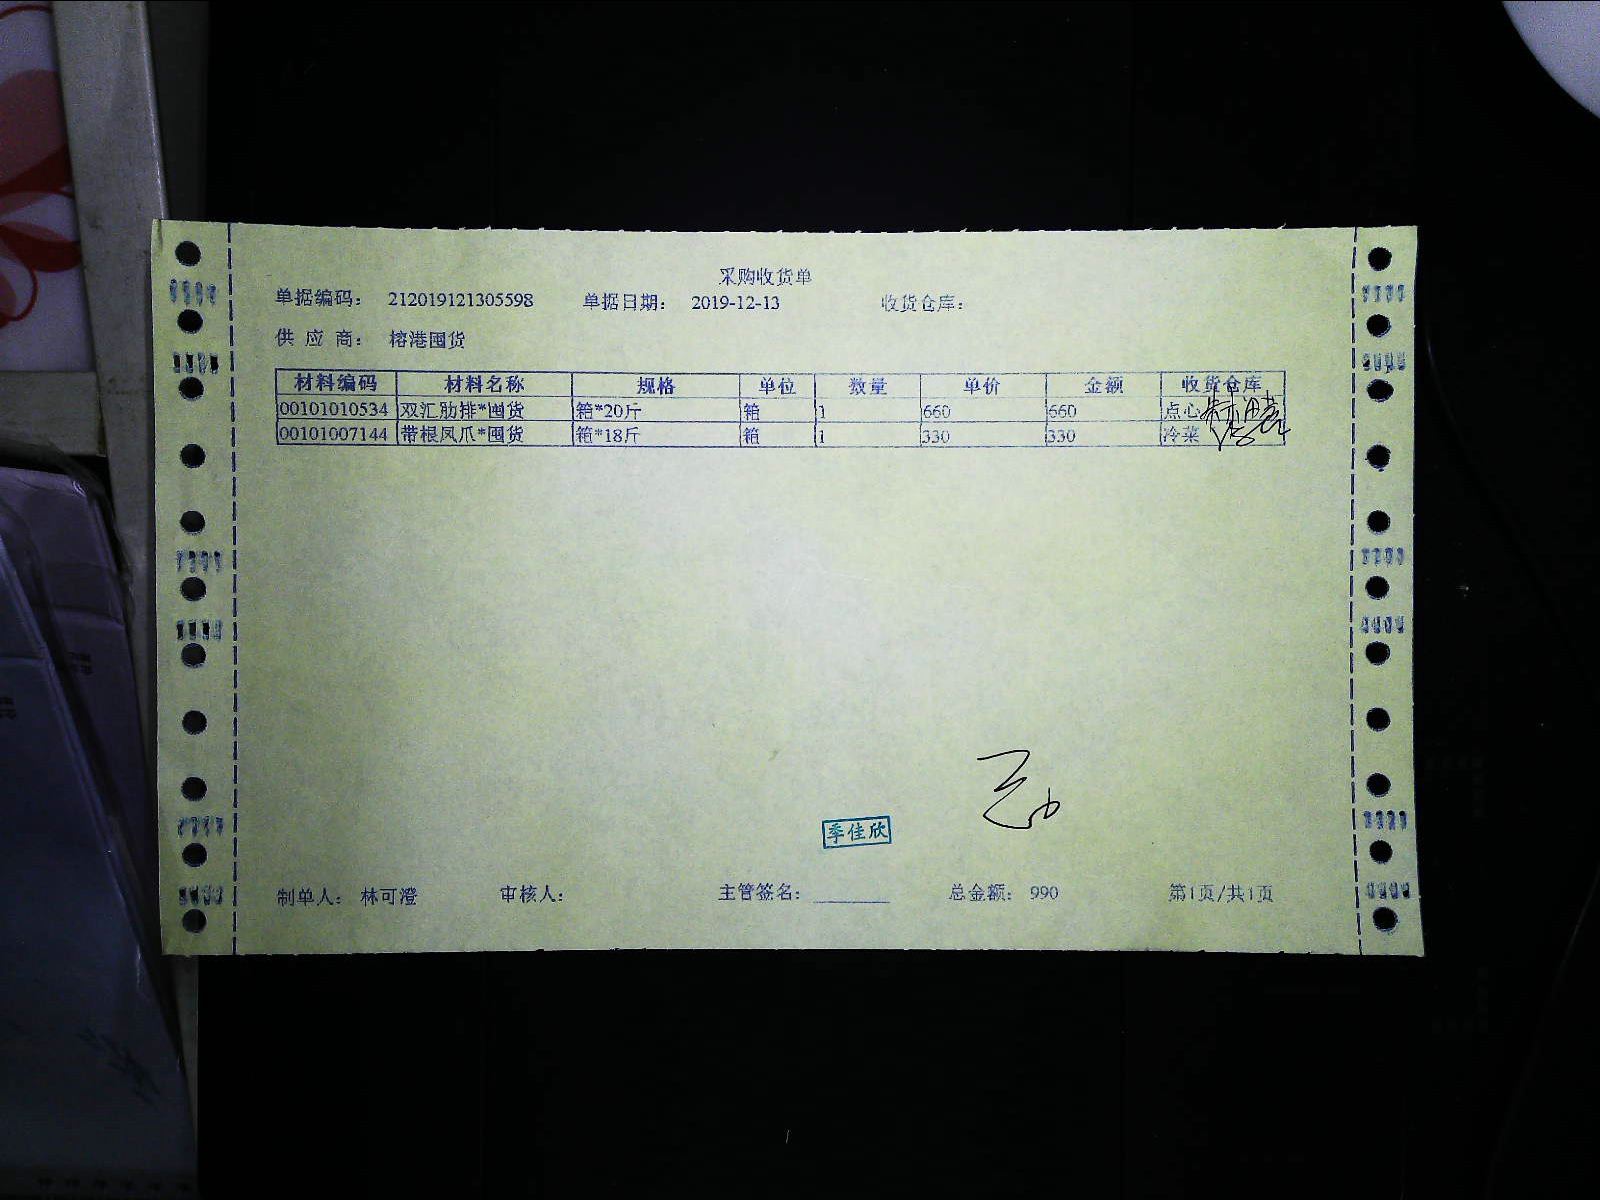 采购收货单
单据编码： 212019121305598 单据日期： 2019-12-13 收货仓库：
供 应 商： 榕港囤货
材料编码 材料名称 规格 单位 数量 单价 金额 收货仓库
00101010534 双汇肋排*囤货 箱*20斤 箱 1 660 660 点心
00101007144 带根凤爪*囤货 箱*18斤 箱 1 330 330 冷菜
季佳欣
制单人： 林可澄 审核人： 主管签名： 总金额： 990 第1页/共1页